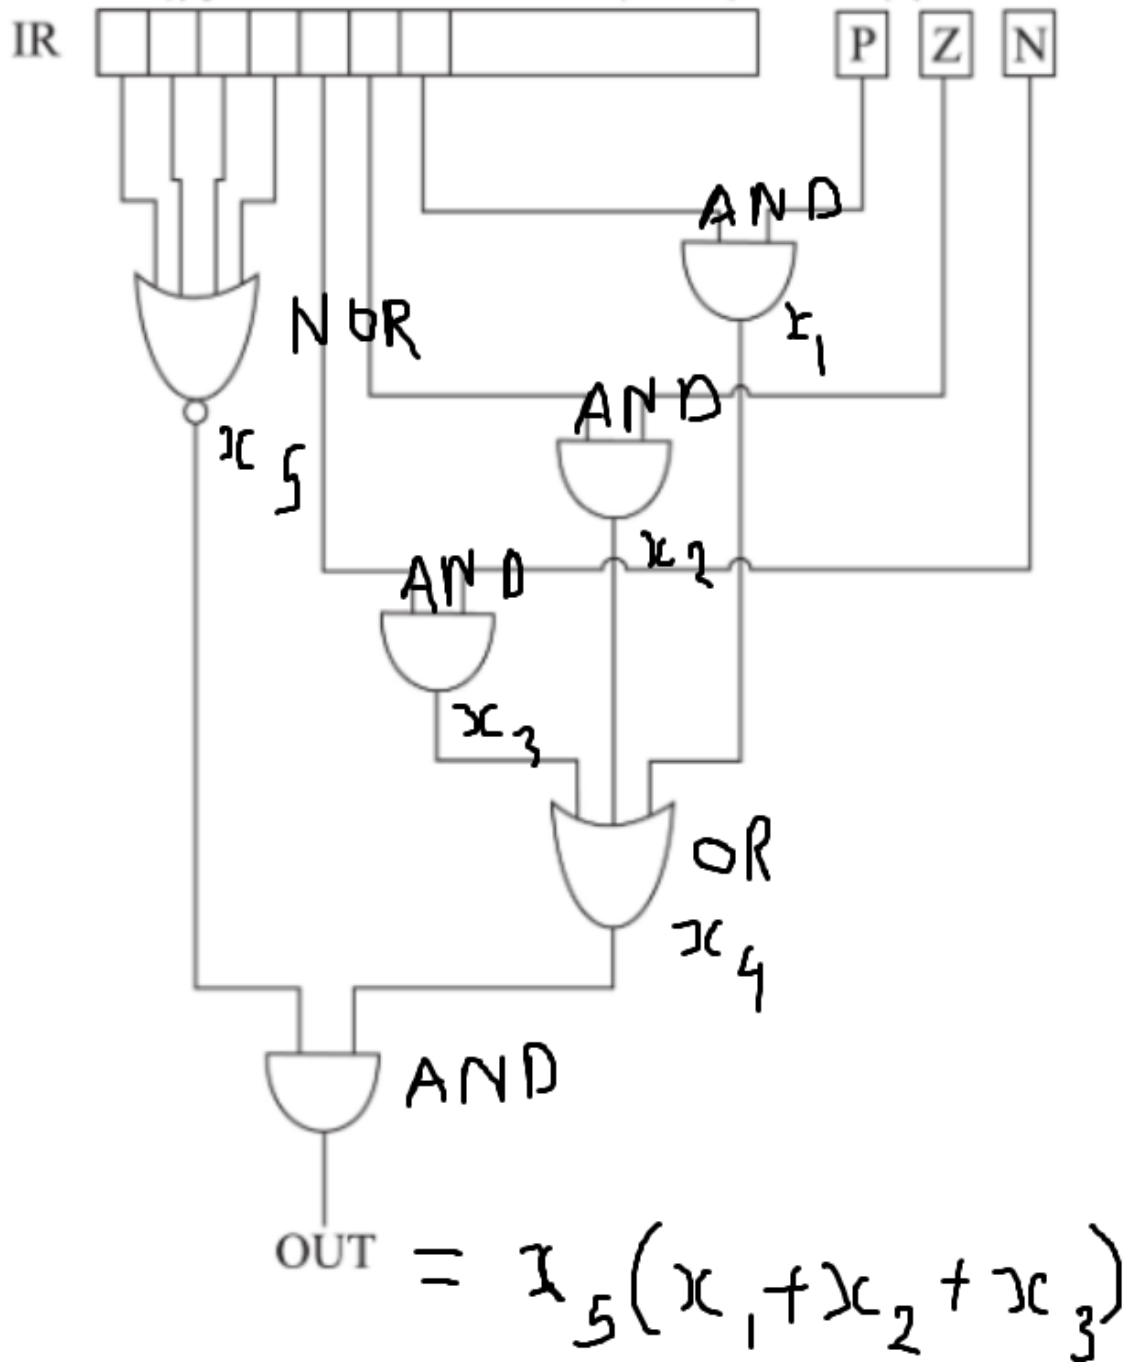 IR P Z N
AND
x₁
NOR
AND
x₅
x₂
AND
x₃
OR
x₄
AND
OUT = x₅(x₁+x₂+x₃)